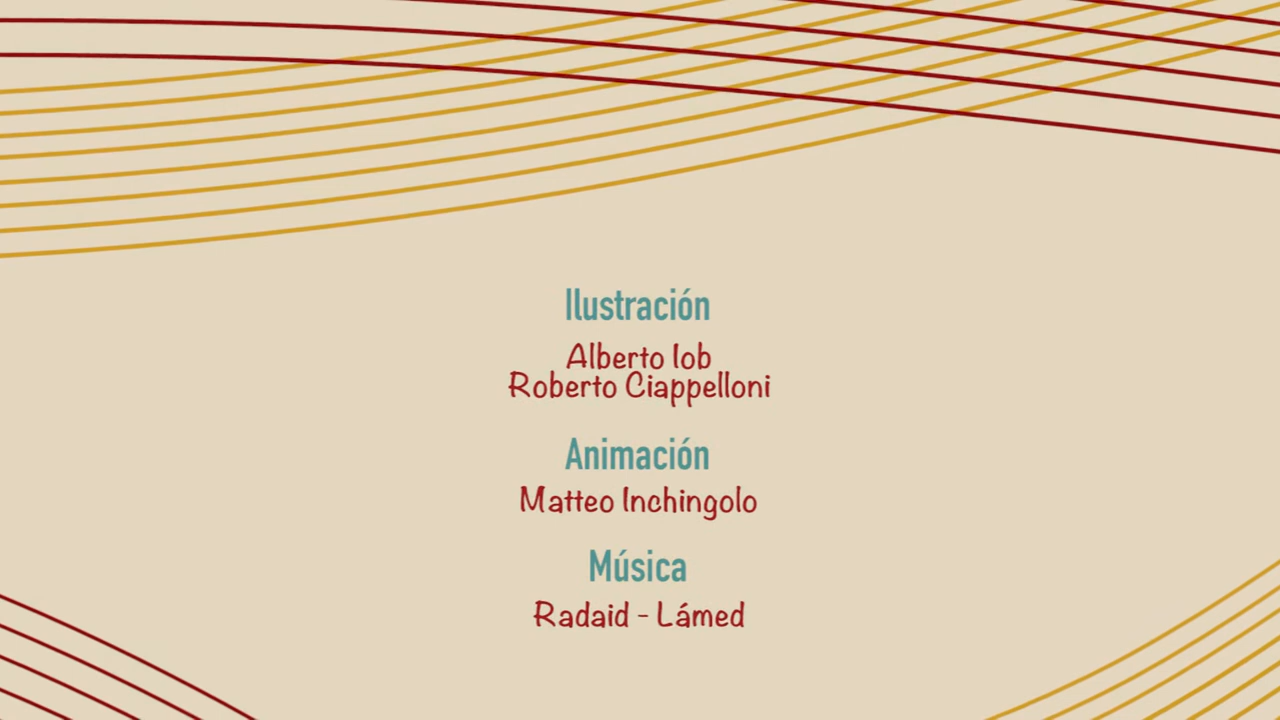 Ilustración
Alberto Iob
Roberto Ciappelloni
Animación
Matteo Inchingolo
Música
Radaid - Lámed